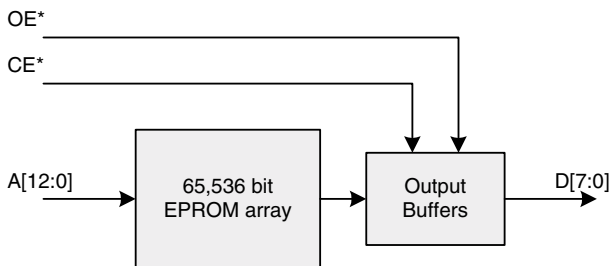 OE*
CE*
A[12:0]
65,536 bit
EPROM array
Output
Buffers
D[7:0]